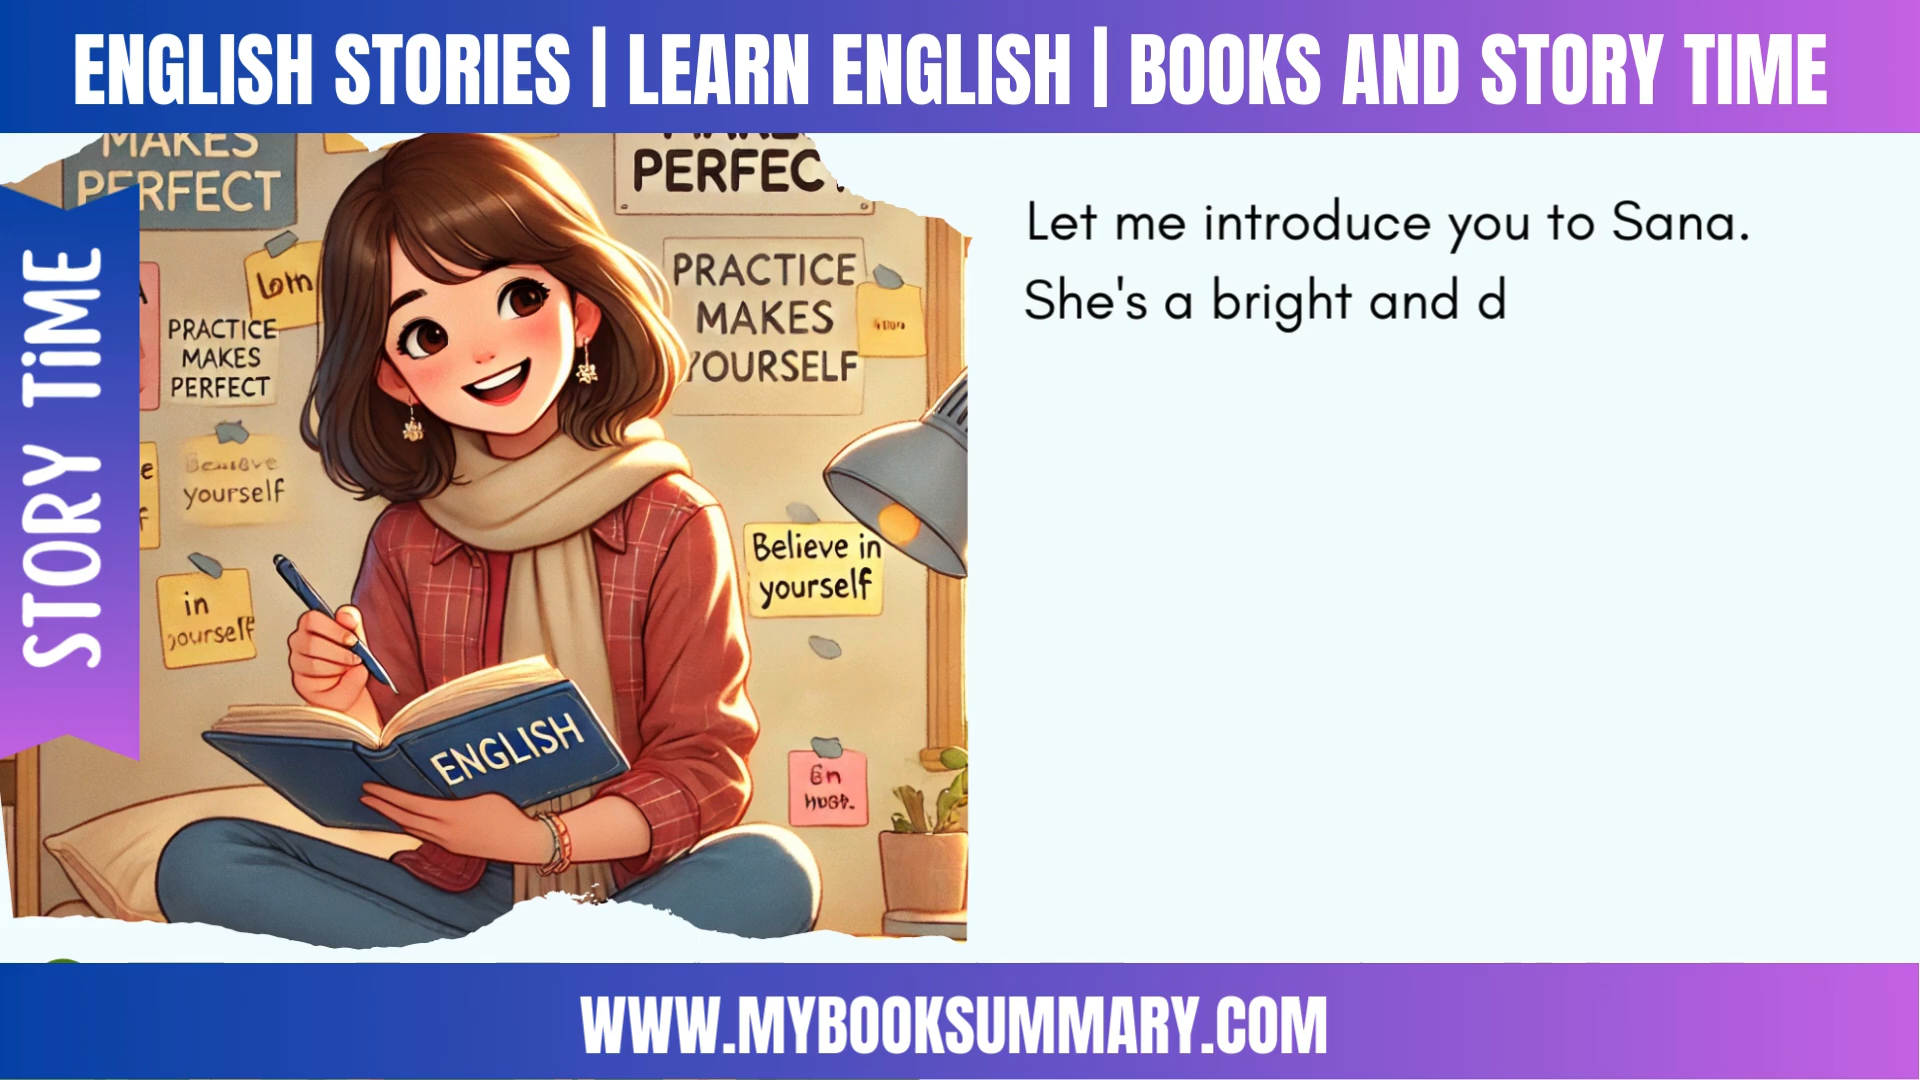 ENGLISH STORIES | LEARN ENGLISH | BOOKS AND STORY TIME
MAKES
PERFECT
PERFEC
STORY TiME
PRACTICE
MAKES
PERFECT
PRACTICE
MAKES
YOURSELF
yourself
in
yourself
Believe in
yourself
ENGLISH
Let me introduce you to Sana.
She's a bright and d
WWW.MYBOOKSUMMARY.COM